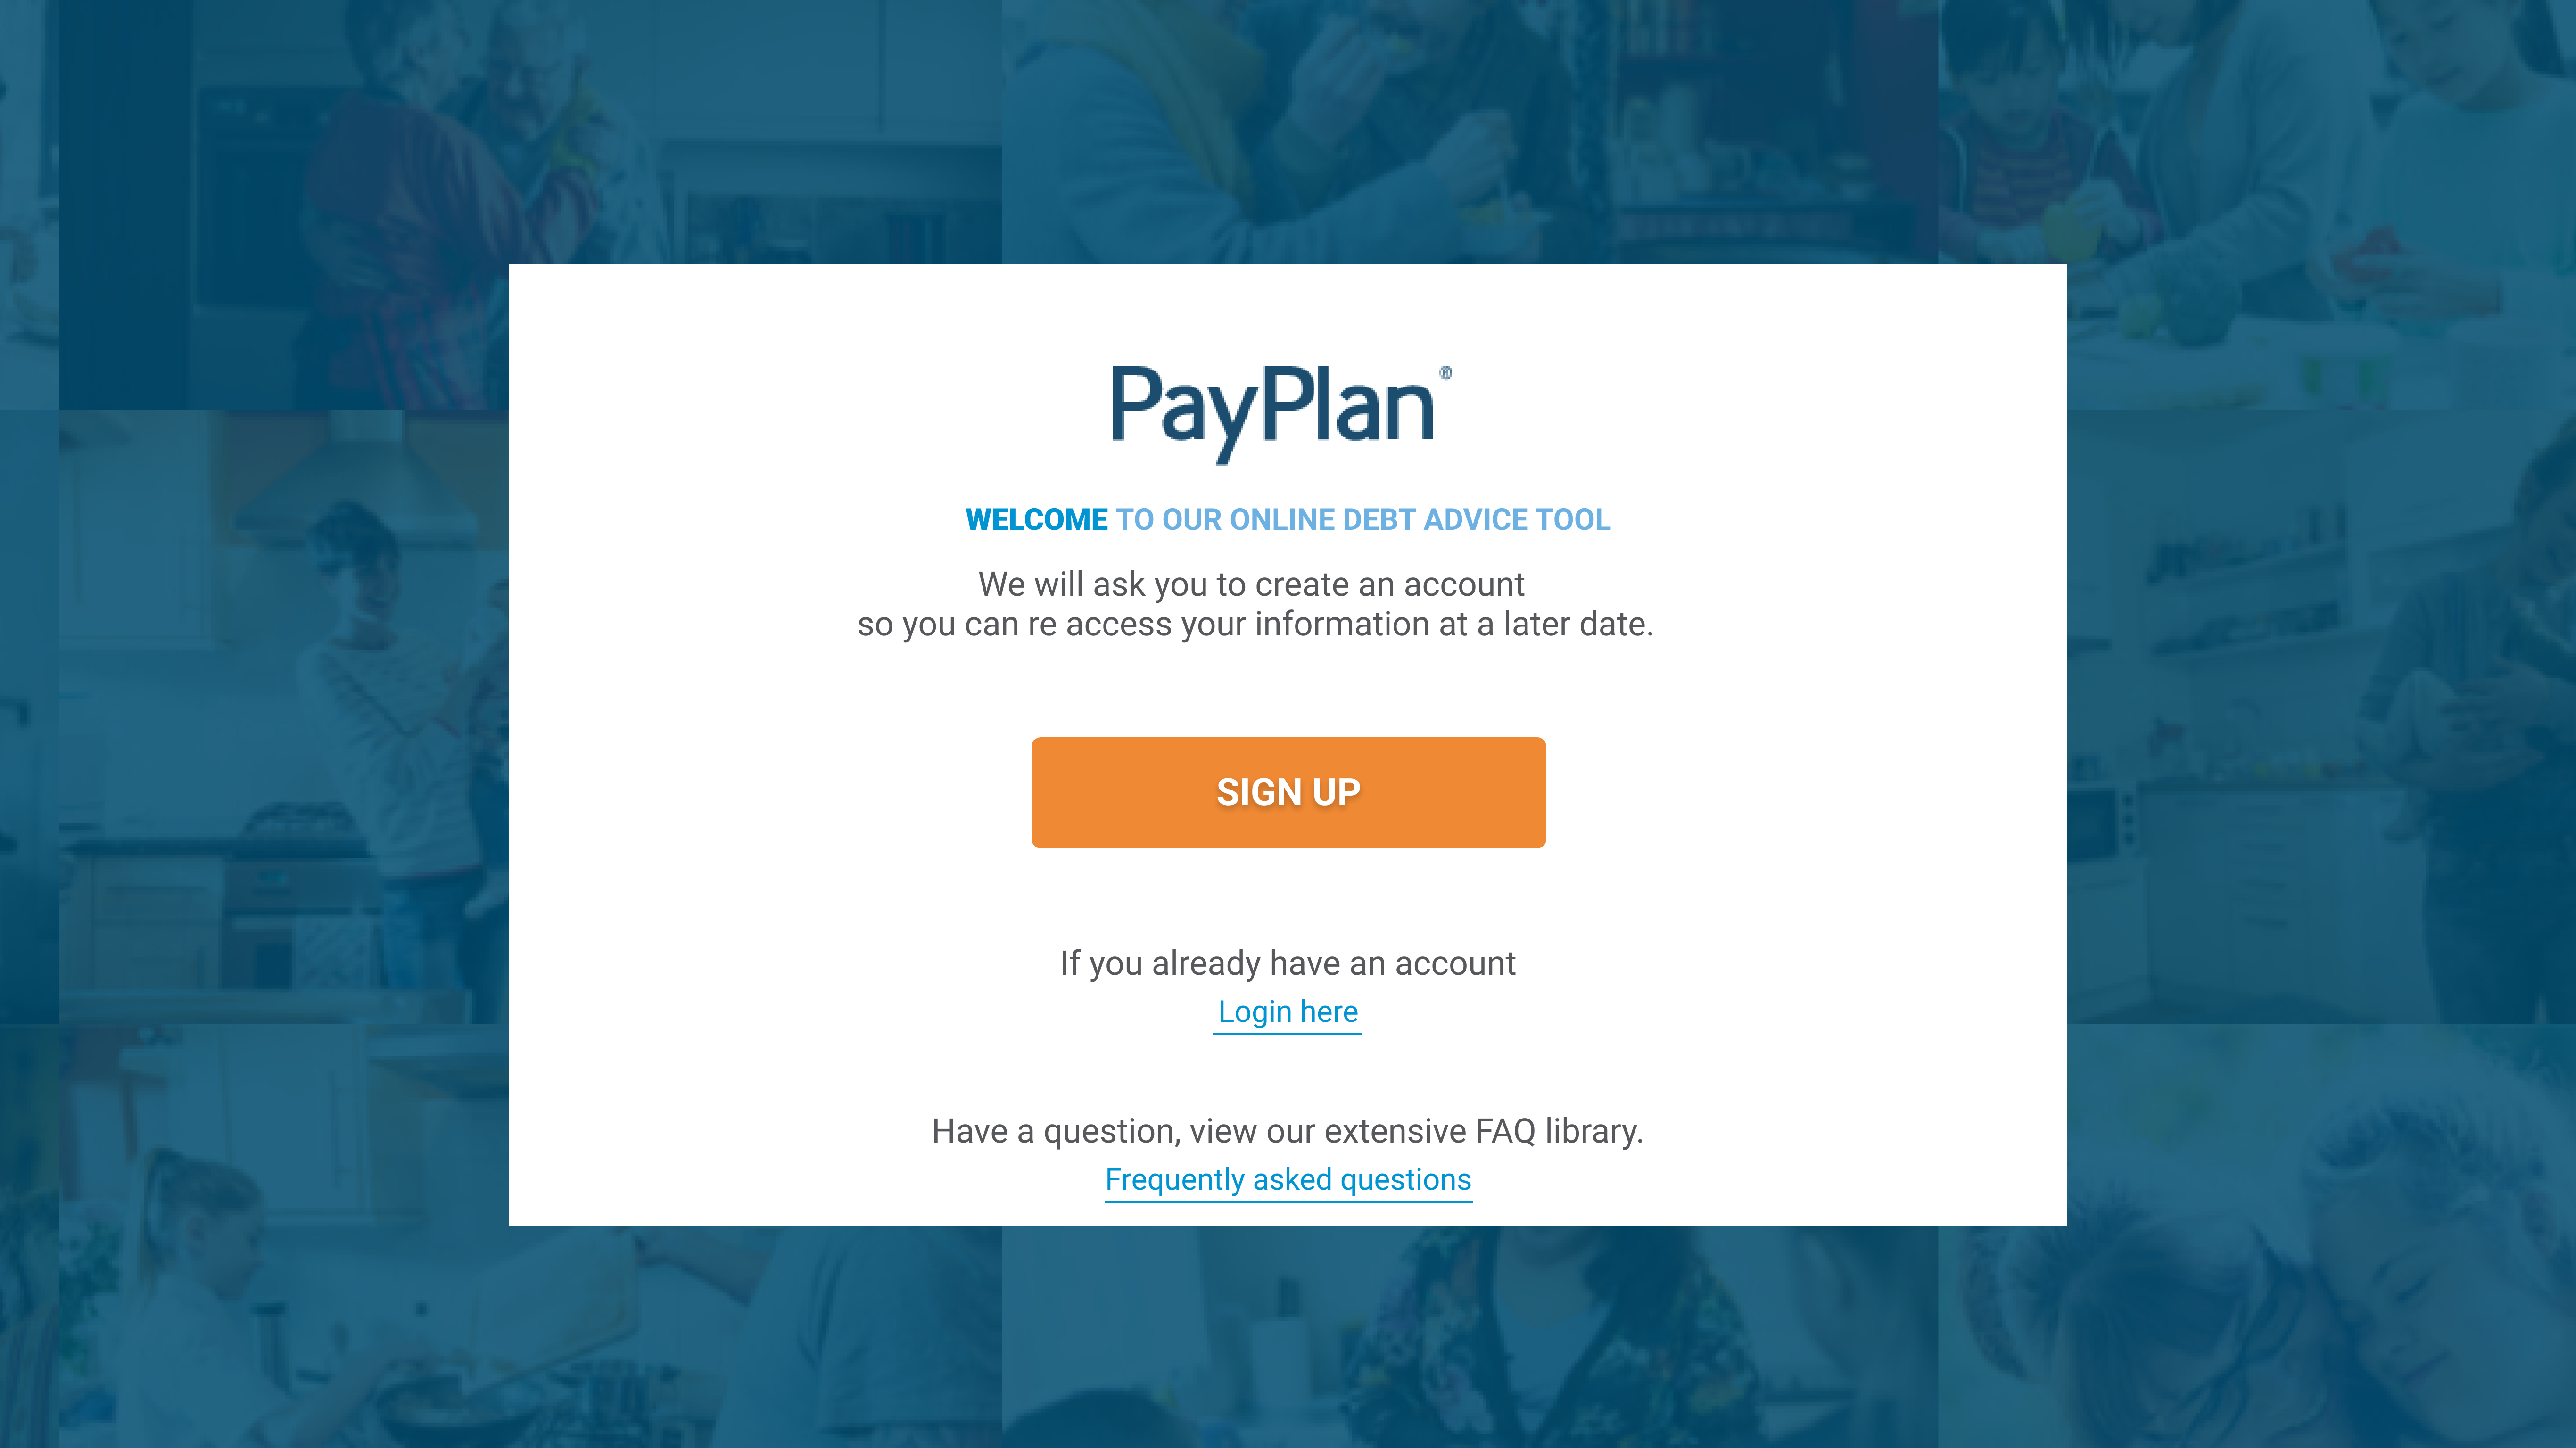 PayPlan®
WELCOME TO OUR ONLINE DEBT ADVICE TOOL
We will ask you to create an account
so you can re access your information at a later date.
SIGN UP
If you already have an account
Login here
Have a question, view our extensive FAQ library.
Frequently asked questions